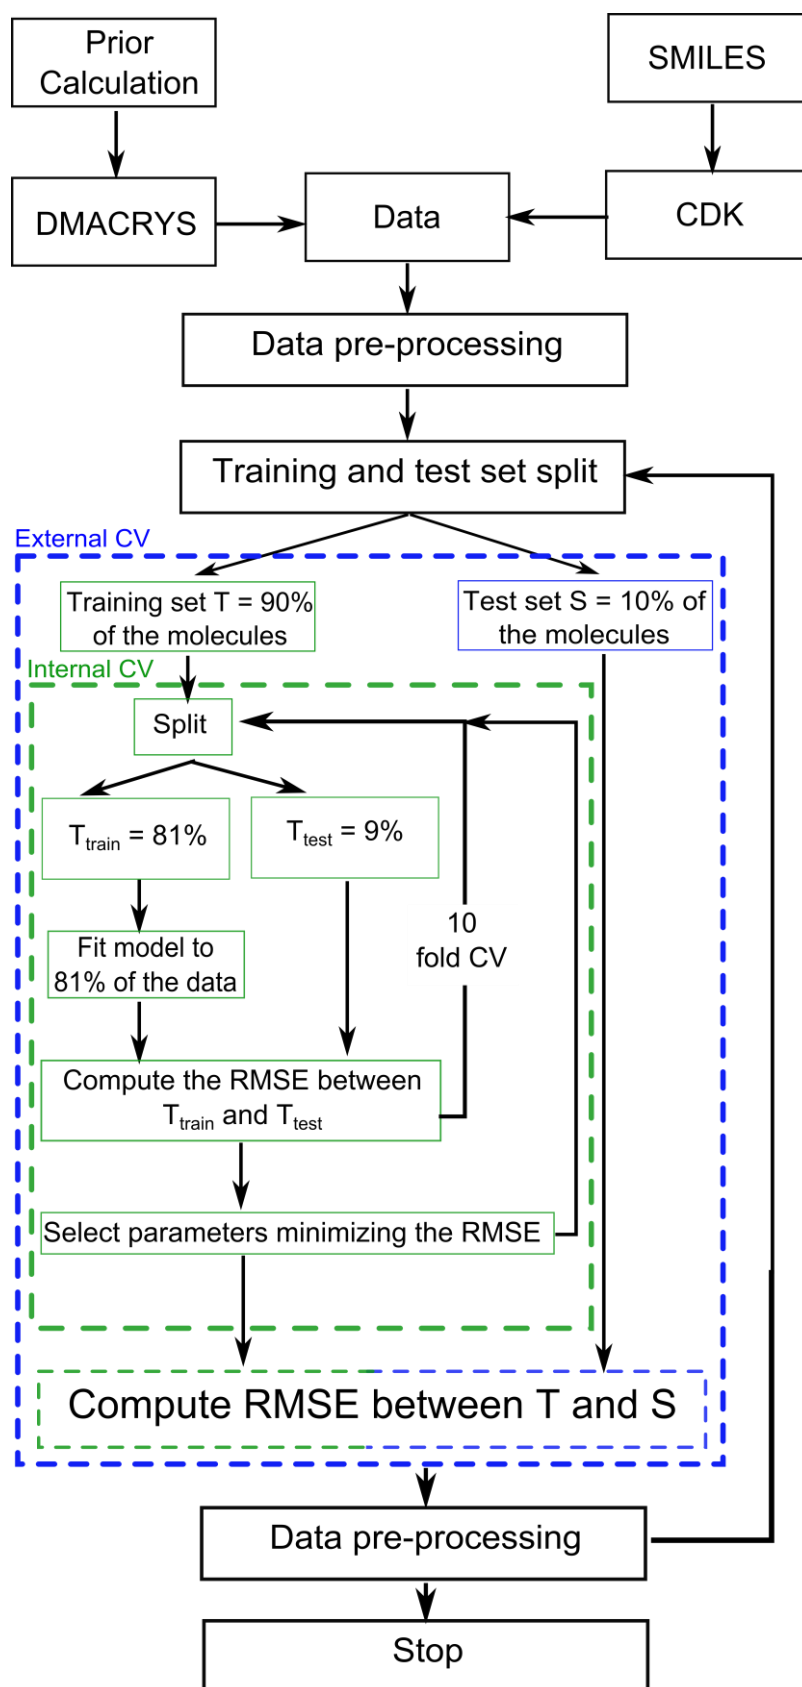 Prior
Calculation
SMILES
DMACRYS
Data
CDK
Data pre-processing
Training and test set split
External CV
Training set T = 90%
of the molecules
Test set S = 10% of
the molecules
Internal CV
Split
Ttrain = 81%
Ttest = 9%
10
fold CV
Fit model to
81% of the data
Compute the RMSE between
Ttrain and Ttest
Select parameters minimizing the RMSE
Compute RMSE between T and S
Data pre-processing
Stop